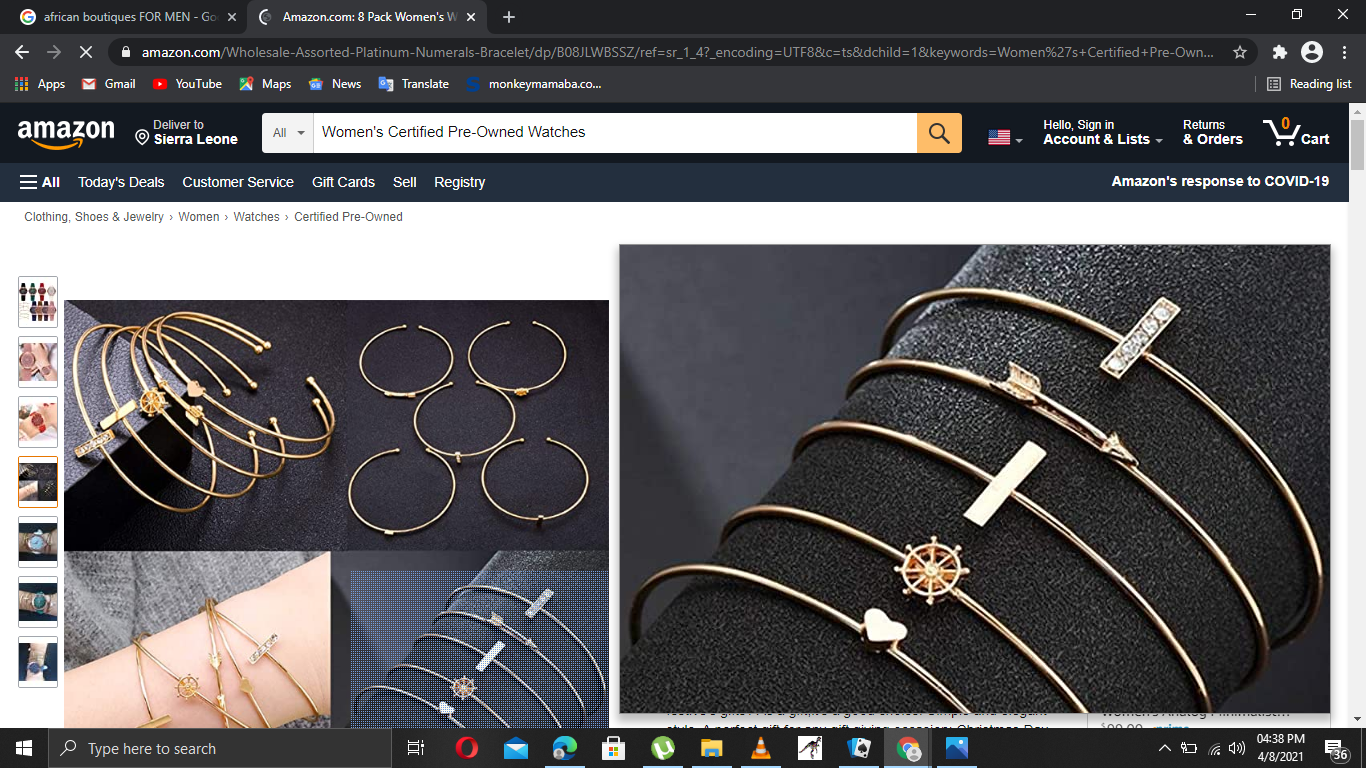 african boutiques FOR MEN - Go
Amazon.com: 8 Pack Women's W
amazon.com/Wholesale-Assorted-Platinum-Numerals-Bracelet/dp/B08JLWBSSZ/ref=sr_1_4?_encoding=UTF8&c=ts&dchild=1&keywords=Women%27s+Certified+Pre-Own...
Apps Gmail YouTube Maps News Translate monkeymamaba.co... Reading list
amazon
Deliver to
Sierra Leone
All
Women's Certified Pre-Owned Watches
Hello, Sign in
Account & Lists
Returns
& Orders
0
Cart
All Today's Deals Customer Service Gift Cards Sell Registry
Amazon's response to COVID-19
Clothing, Shoes & Jewelry › Women › Watches › Certified Pre-Owned
Type here to search
04:38 PM
4/8/2021
36